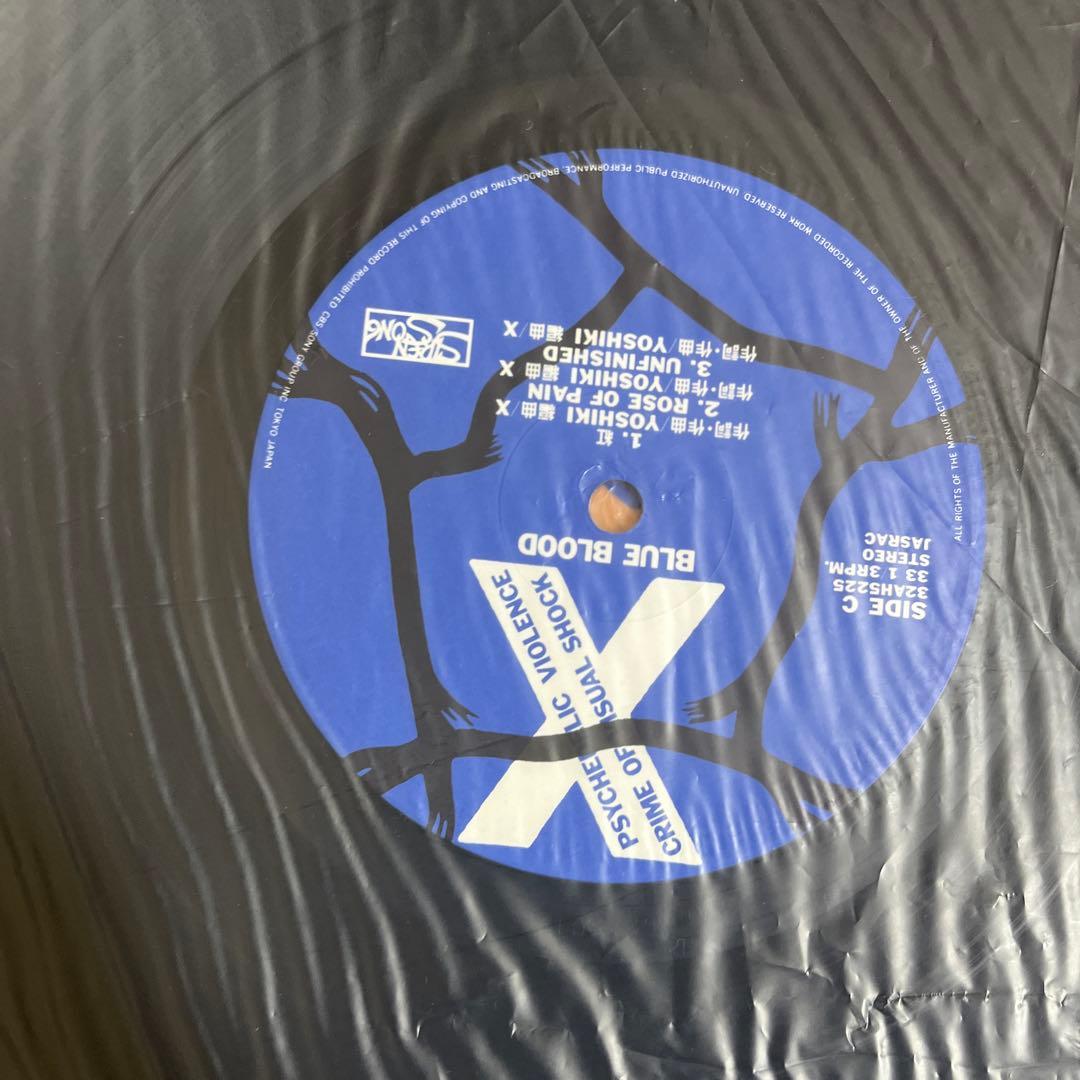 PSYCHE LIC VIOLENCE
CRIME OF ISUAL SHOCK
X
BLUE BLOOD
SIDE C
32AH5225
33 1 3RPM.
STEREO
JASRAC
1. 紅
作詞・作曲/YOSHIKI 編曲/X
2. ROSE OF PAIN
作詞・作曲/YOSHIKI 編曲/X
3. UNFINISHED
作詞・作曲/YOSHIKI 編曲/X
SIREN SONG
ALL RIGHTS OF THE MANUFACTURER AND OF THE OWNER OF THE RECORDED WORK RESERVED UNAUTHORIZED PUBLIC PERFORMANCE. BROADCASTING AND COPYING OF THIS RECORD PROHIBITED CBS/SONY GROUP INC. TOKYO JAPAN